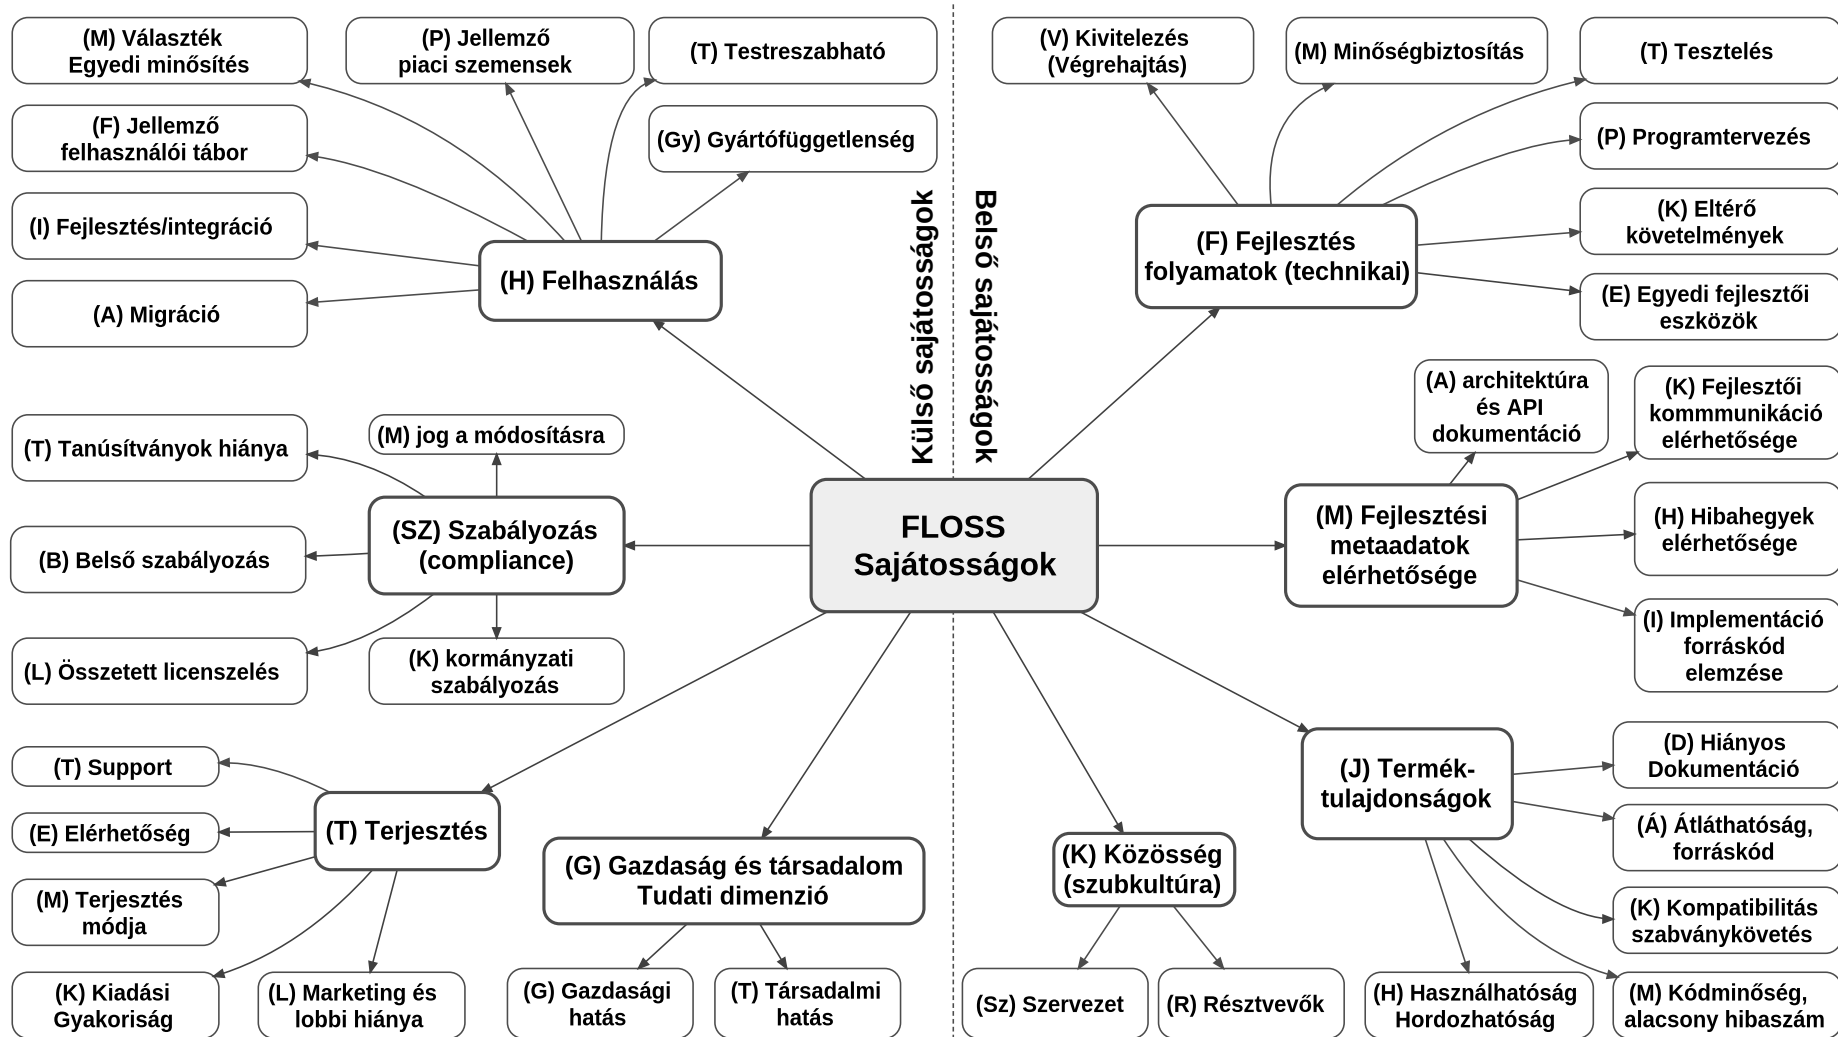 (M) Választék
Egyedi minősítés
(P) Jellemző
piaci szemensek
(T) Testreszabható
(F) Jellemző
felhasználói tábor
(Gy) Gyártófüggetlenség
(I) Fejlesztés/integráció
(A) Migráció
(H) Felhasználás
Külső sajátosságok
Belső sajátosságok
(V) Kivitelezés
(Végrehajtás)
(M) Minőségbiztosítás
(T) Tesztelés
(P) Programtervezés
(K) Eltérő
követelmények
(E) Egyedi fejlesztői
eszközök
(F) Fejlesztés
folyamatok (technikai)
(T) Tanúsítványok hiánya
(M) jog a módosításra
(SZ) Szabályozás
(compliance)
(B) Belső szabályozás
(L) Összetett licenszelés
(K) kormányzati
szabályozás
FLOSS
Sajátosságok
(A) architektúra
és API
dokumentáció
(K) Fejlesztői
kommmunikáció
elérhetősége
(M) Fejlesztési
metaadatok
elérhetősége
(H) Hibahegyek
elérhetősége
(I) Implementáció
forráskód
elemzése
(T) Support
(E) Elérhetőség
(T) Terjesztés
(M) Terjesztés
módja
(K) Kiadási
Gyakoriság
(L) Marketing és
lobbi hiánya
(G) Gazdaság és társadalom
Tudati dimenzió
(G) Gazdasági
hatás
(T) Társadalmi
hatás
(K) Közösség
(szubkultúra)
(Sz) Szervezet
(R) Résztvevők
(J) Termék-
tulajdonságok
(D) Hiányos
Dokumentáció
(Á) Átláthatóság,
forráskód
(K) Kompatibilitás
szabványkövetés
(H) Használhatóság
Hordozhatóság
(M) Kódminőség,
alacsony hibaszám